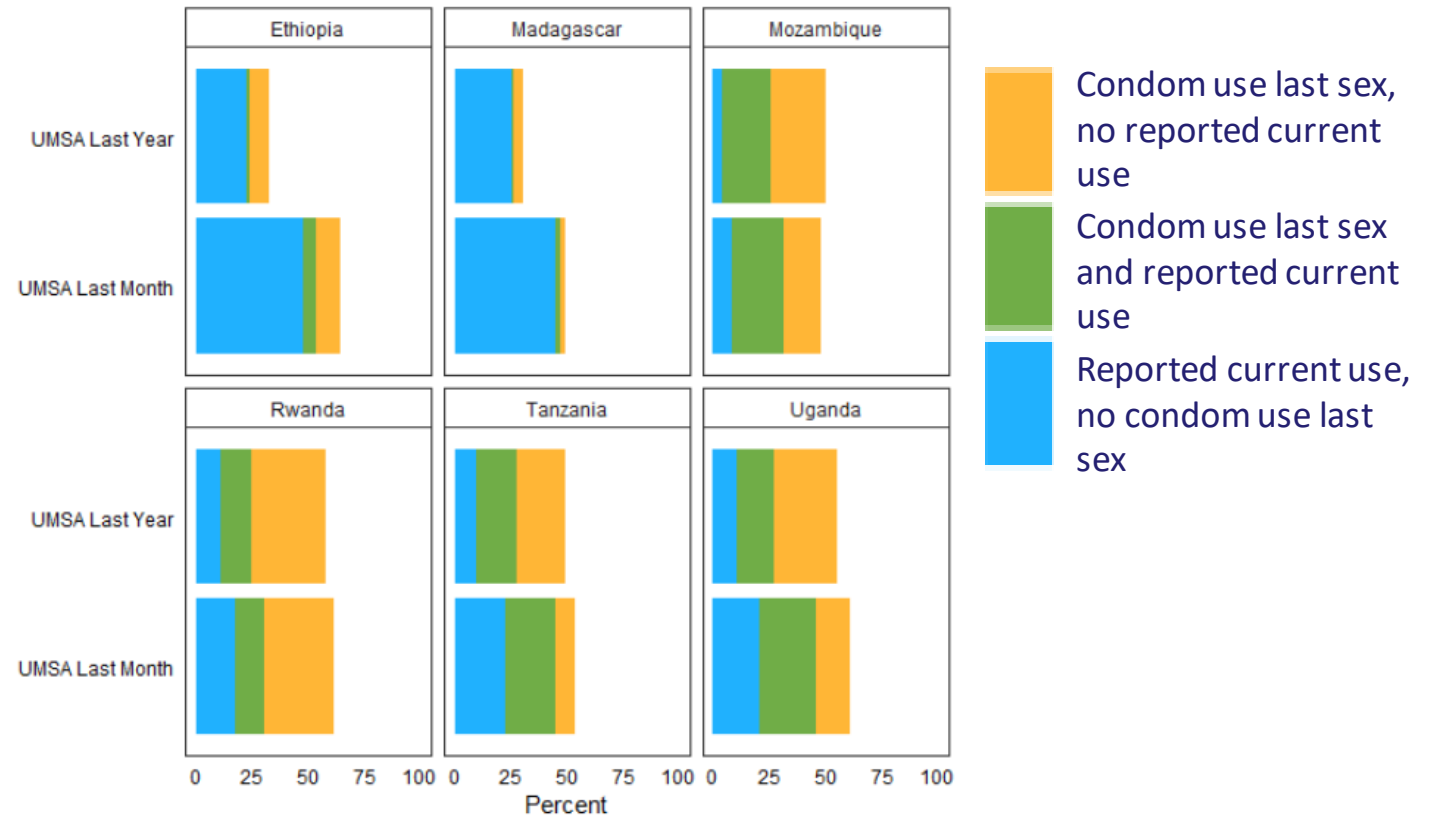 Ethiopia
Madagascar
Mozambique
UMSA Last Year
UMSA Last Month
Rwanda
Tanzania
Uganda
UMSA Last Year
UMSA Last Month
0 25 50 75 100 0 25 50 75 100 0 25 50 75 100
Percent
Condom use last sex,
no reported current
use
Condom use last sex
and reported current
use
Reported current use,
no condom use last
sex